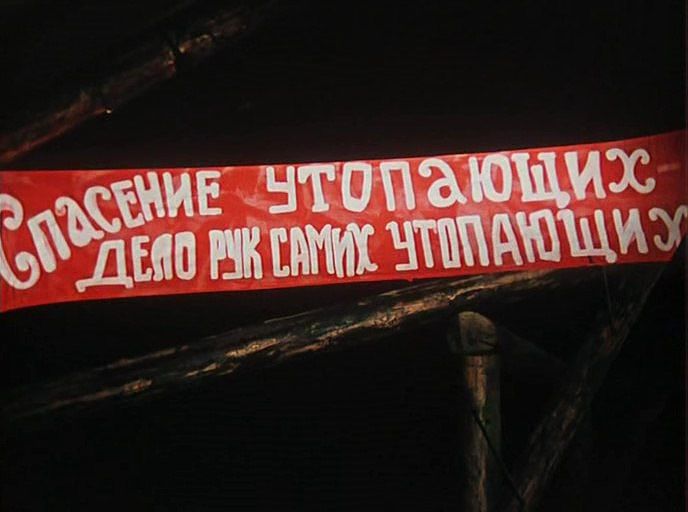 Спасение утопающих -
дело рук самих утопающих